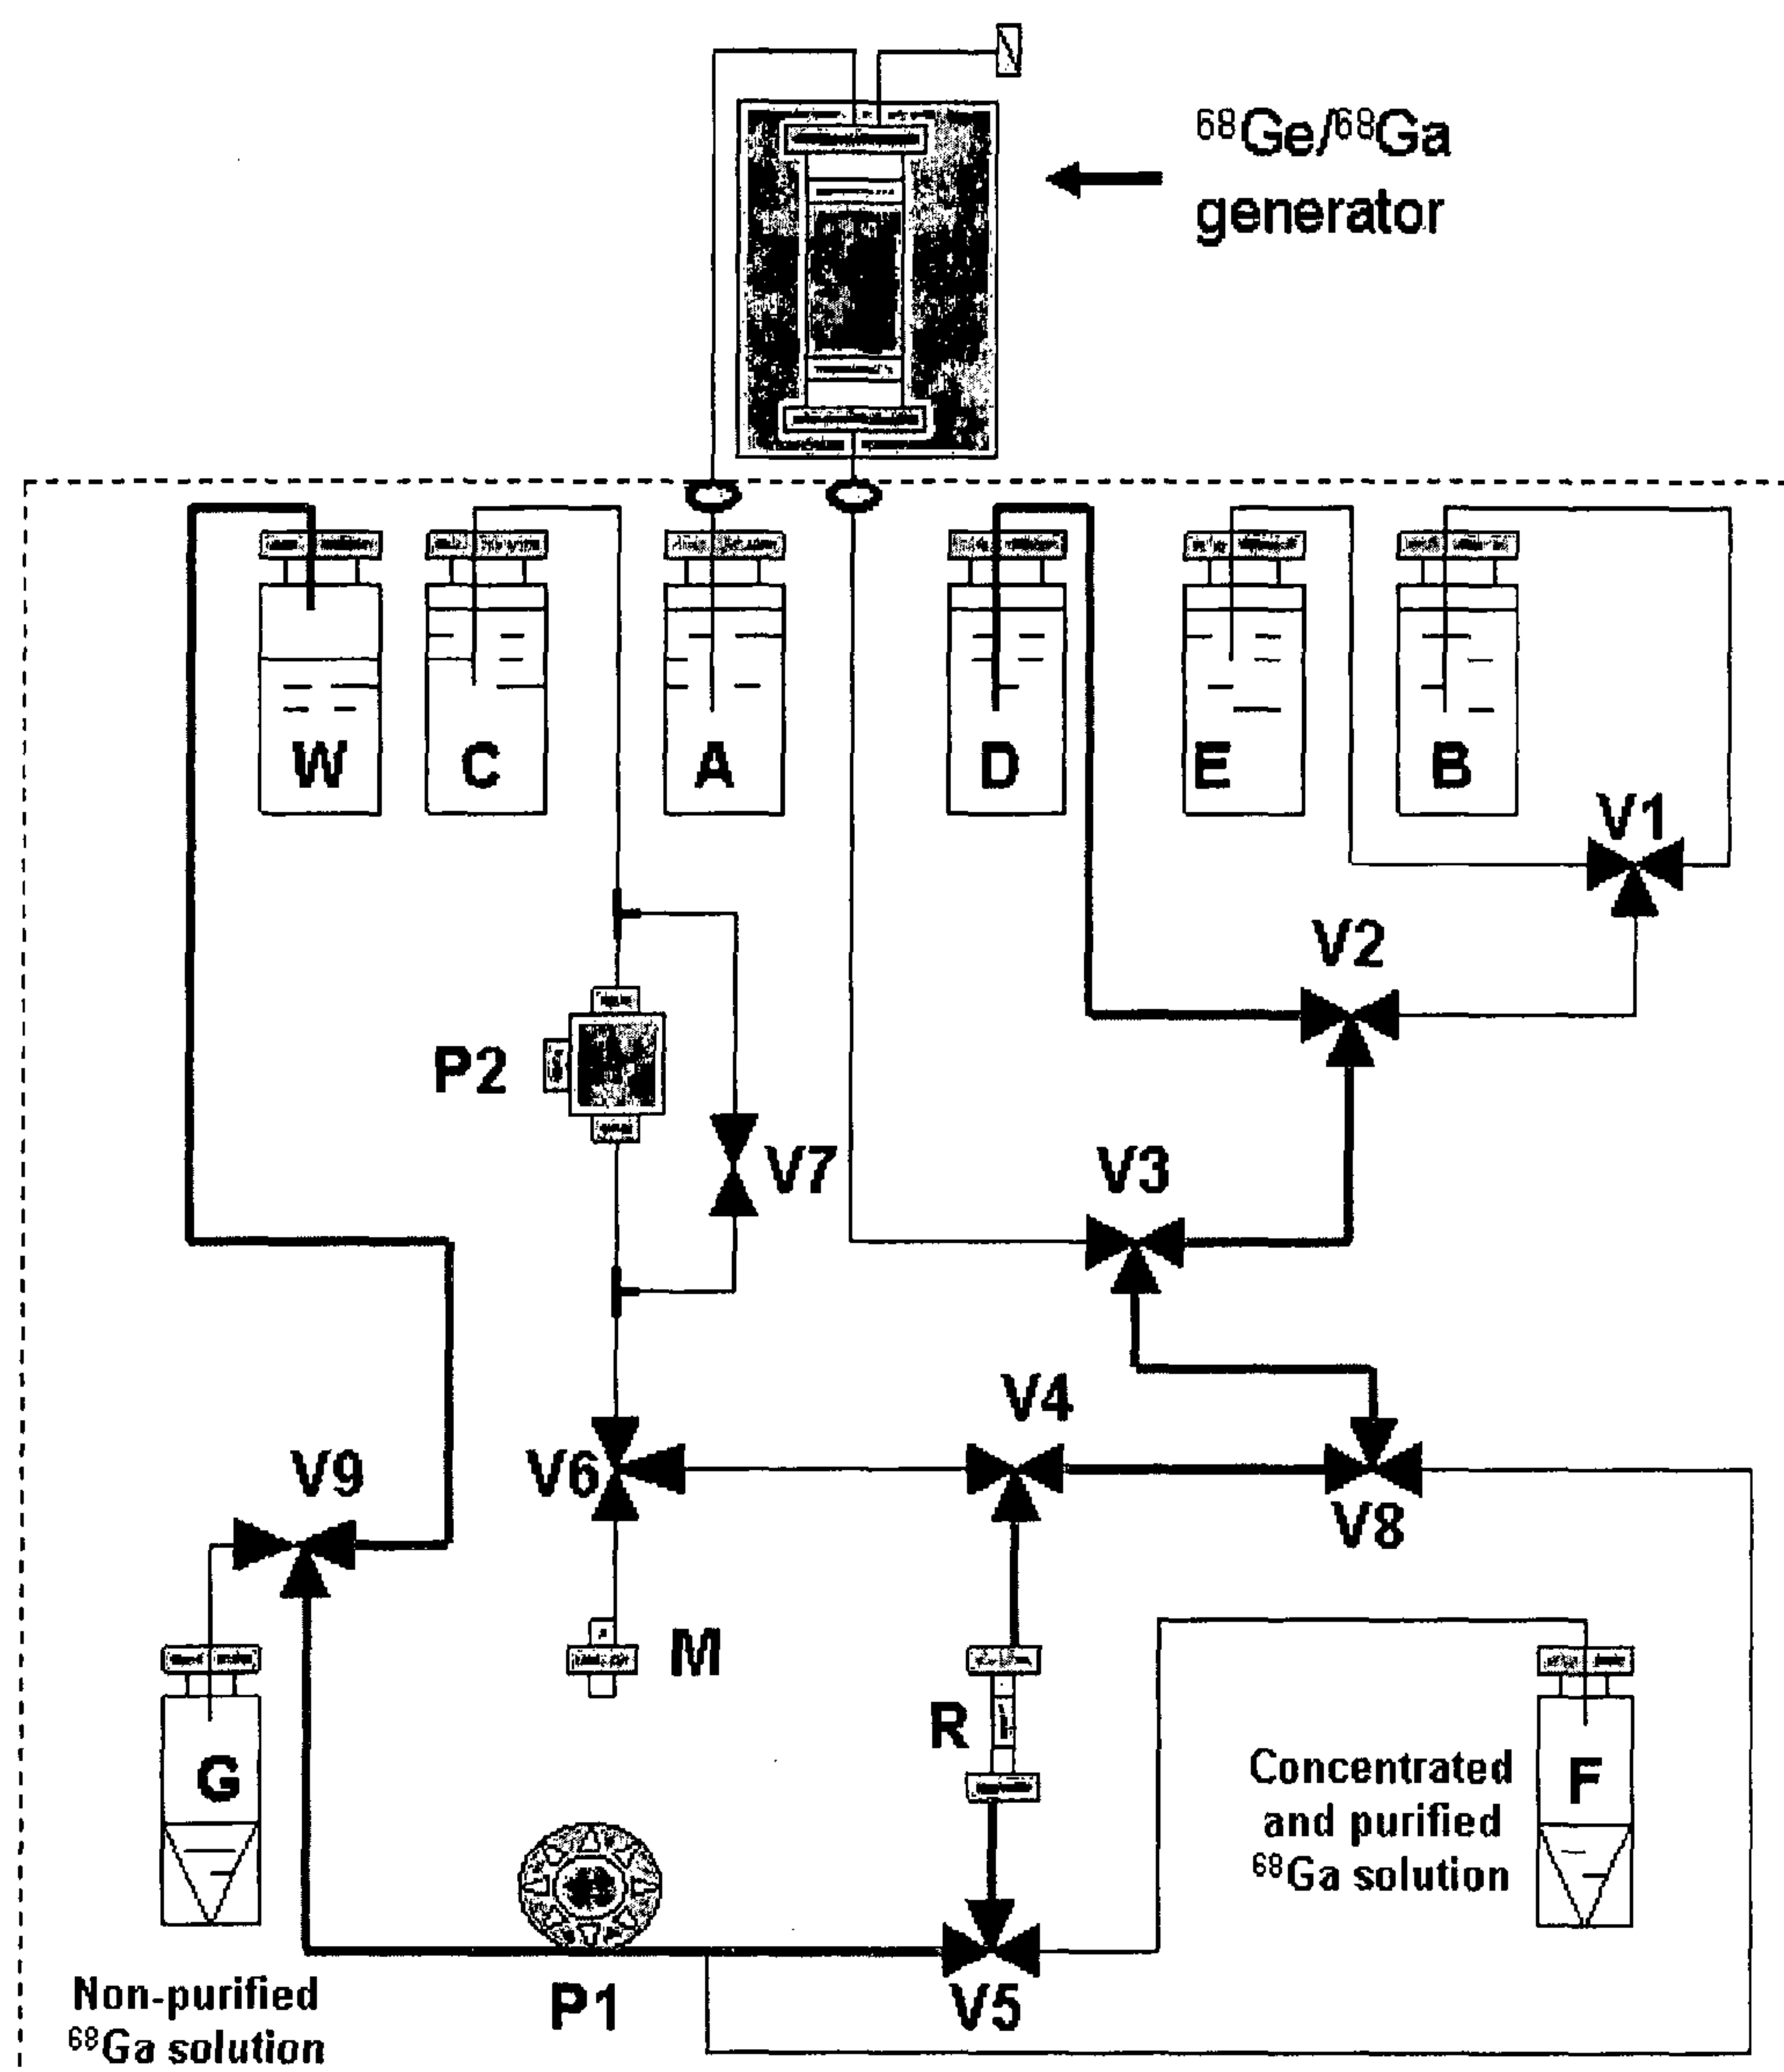 ⁶⁸Ge/⁶⁸Ga
generator
W
C
A
D
E
B
V1
V2
P2
V7
V3
V4
V9
V6
V8
M
R
G
Concentrated
and purified
⁶⁸Ga solution
F
Non-purified
⁶⁸Ga solution
P1
V5